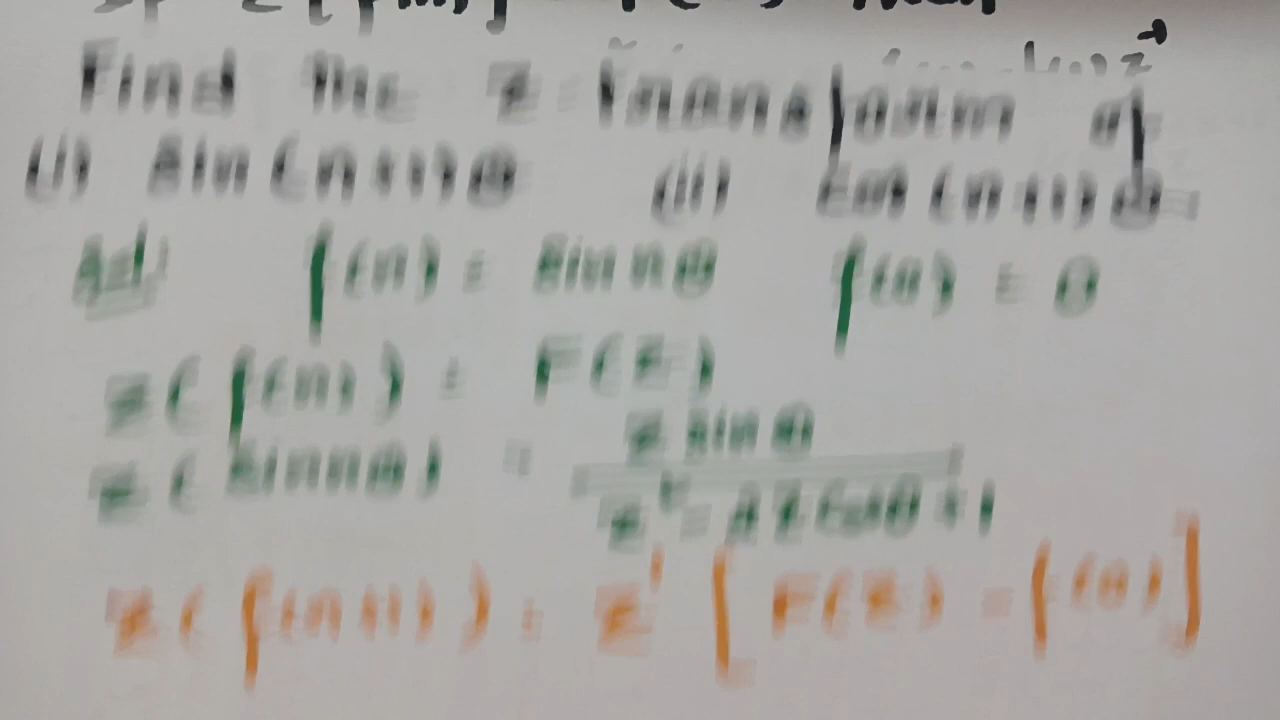 Find the Z transform of
(i) sin (n+1)θ (ii) cos (n+1)θ
Sol: f(n) = sin nθ f(0) = 0
Z( f(n) ) = F(Z)
Z sin θ
Z ( sin nθ ) =
Z² - 2Z cosθ + 1
Z ( f(n+1) ) = Z' [ F(Z) - f(0) ]